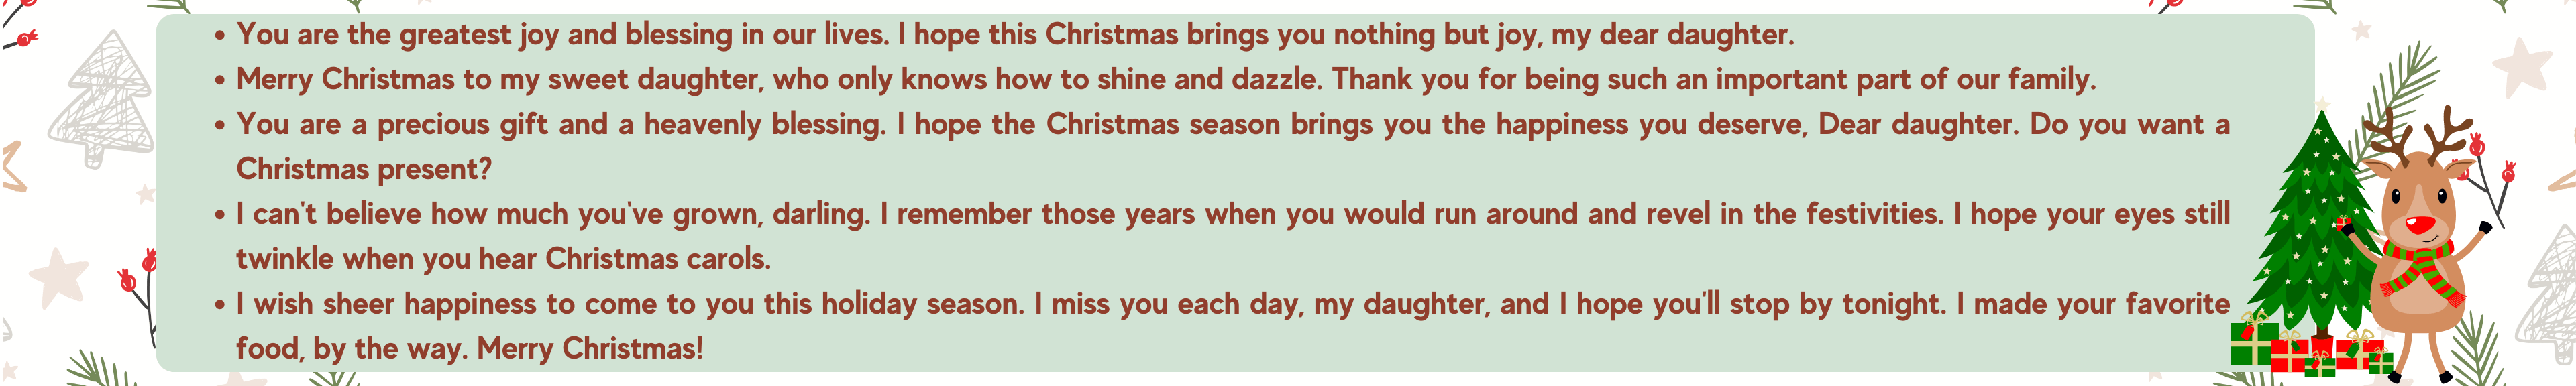 • You are the greatest joy and blessing in our lives. I hope this Christmas brings you nothing but joy, my dear daughter.
• Merry Christmas to my sweet daughter, who only knows how to shine and dazzle. Thank you for being such an important part of our family.
• You are a precious gift and a heavenly blessing. I hope the Christmas season brings you the happiness you deserve, Dear daughter. Do you want a
Christmas present?
• I can't believe how much you've grown, darling. I remember those years when you would run around and revel in the festivities. I hope your eyes still
twinkle when you hear Christmas carols.
• I wish sheer happiness to come to you this holiday season. I miss you each day, my daughter, and I hope you'll stop by tonight. I made your favorite
food, by the way. Merry Christmas!